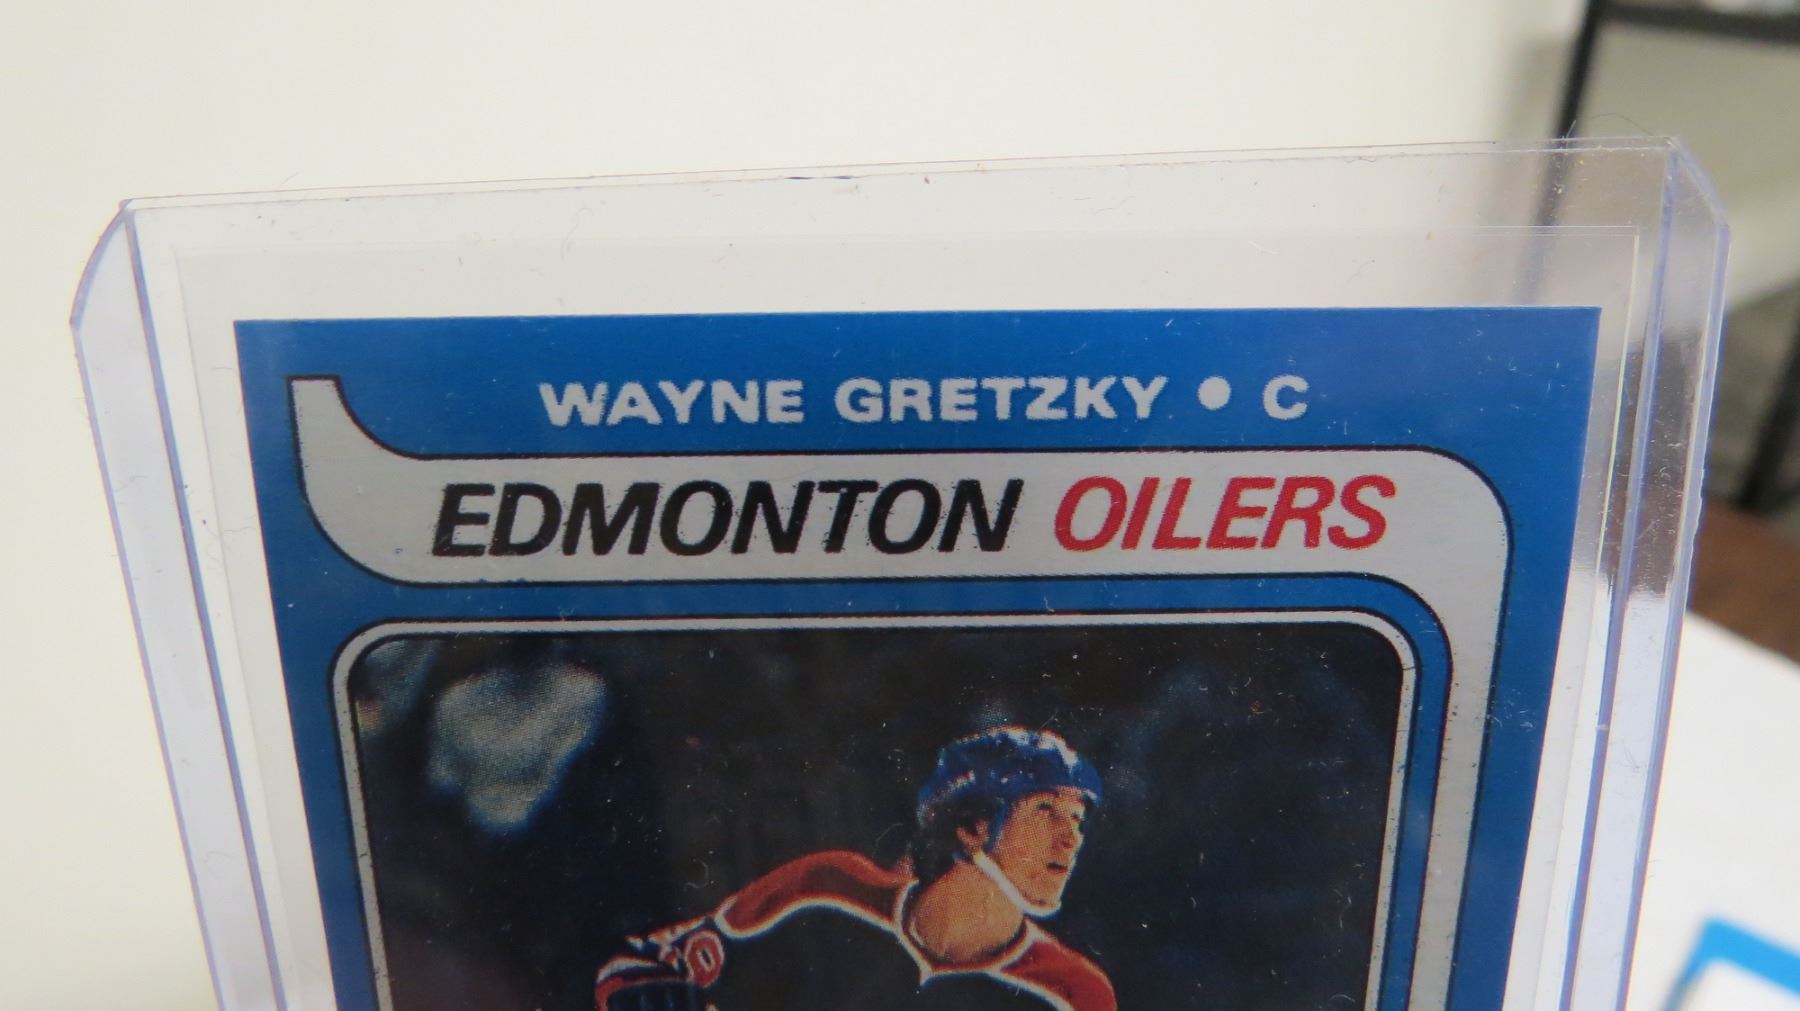 WAYNE GRETZKY • C
EDMONTON OILERS